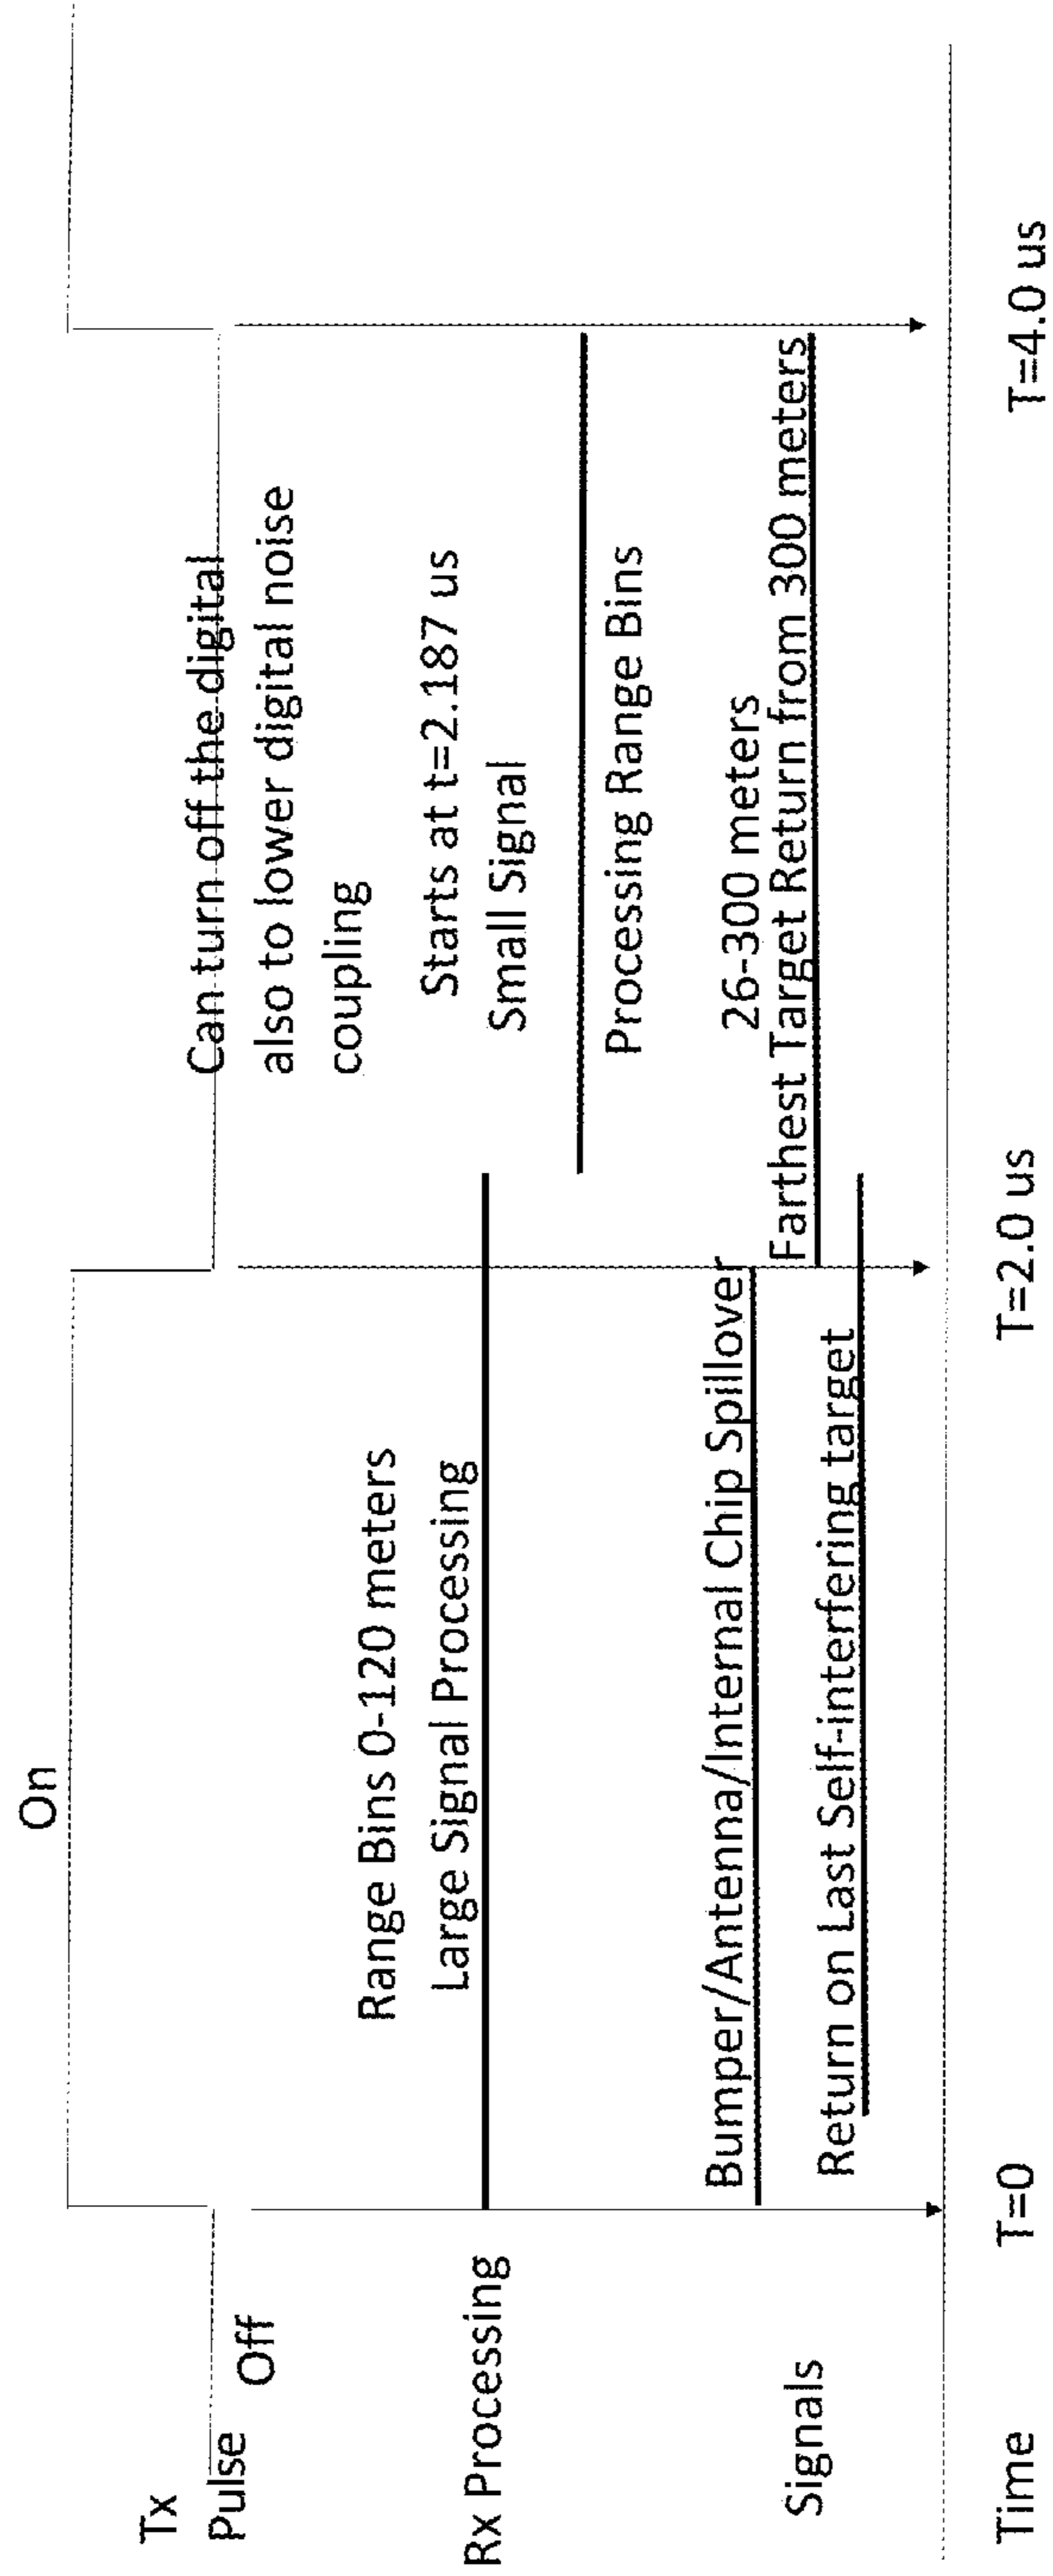 On
Tx
Pulse
Off
Can turn off the digital
also to lower digital noise
coupling
Range Bins 0-120 meters
Large Signal Processing
Starts at t=2.187 us
Small Signal
Rx Processing
Processing Range Bins
26-300 meters
Bumper/Antenna/Internal Chip Spillover
Farthest Target Return from 300 meters
Signals
Return on Last Self-interfering target
Time
T=0
T=2.0 us
T=4.0 us